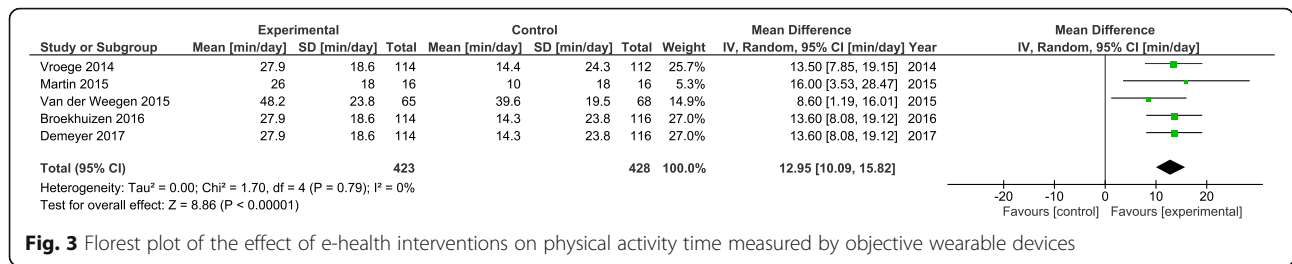 Experimental Control Mean Difference Mean Difference
Study or Subgroup Mean [min/day] SD [min/day] Total Mean [min/day] SD [min/day] Total Weight IV, Random, 95% CI [min/day] Year IV, Random, 95% CI [min/day]
Vroege 2014 27.9 18.6 114 14.4 24.3 112 25.7% 13.50 [7.85, 19.15] 2014
Martin 2015 26 18 16 10 18 16 5.3% 16.00 [3.53, 28.47] 2015
Van der Weegen 2015 48.2 23.8 65 39.6 19.5 68 14.9% 8.60 [1.19, 16.01] 2015
Broekhuizen 2016 27.9 18.6 114 14.3 23.8 116 27.0% 13.60 [8.08, 19.12] 2016
Demeyer 2017 27.9 18.6 114 14.3 23.8 116 27.0% 13.60 [8.08, 19.12] 2017
Total (95% CI) 423 428 100.0% 12.95 [10.09, 15.82]
Heterogeneity: Tau² = 0.00; Chi² = 1.70, df = 4 (P = 0.79); I² = 0%
Test for overall effect: Z = 8.86 (P < 0.00001)
-20 -10 0 10 20
Favours [control] Favours [experimental]
Fig. 3 Florest plot of the effect of e-health interventions on physical activity time measured by objective wearable devices